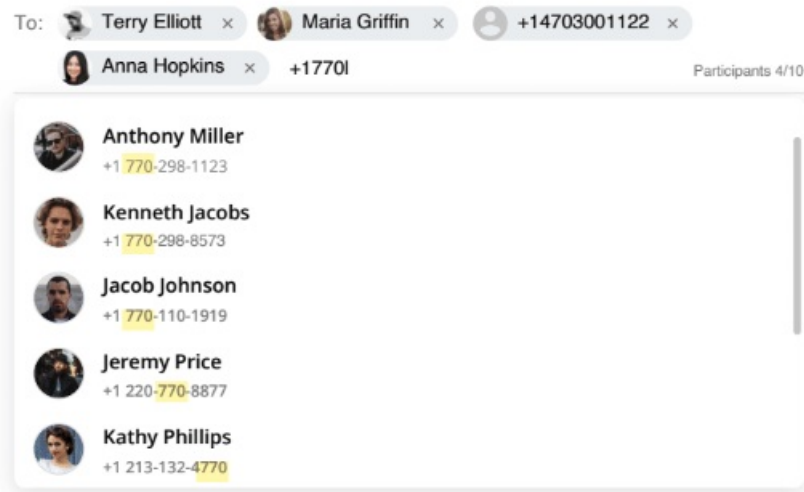 To: Terry Elliott × Maria Griffin × +14703001122 ×
Anna Hopkins × +1770| Participants 4/10
Anthony Miller
+1 770-298-1123
Kenneth Jacobs
+1 770-298-8573
Jacob Johnson
+1 770-110-1919
Jeremy Price
+1 220-770-8877
Kathy Phillips
+1 213-132-4770